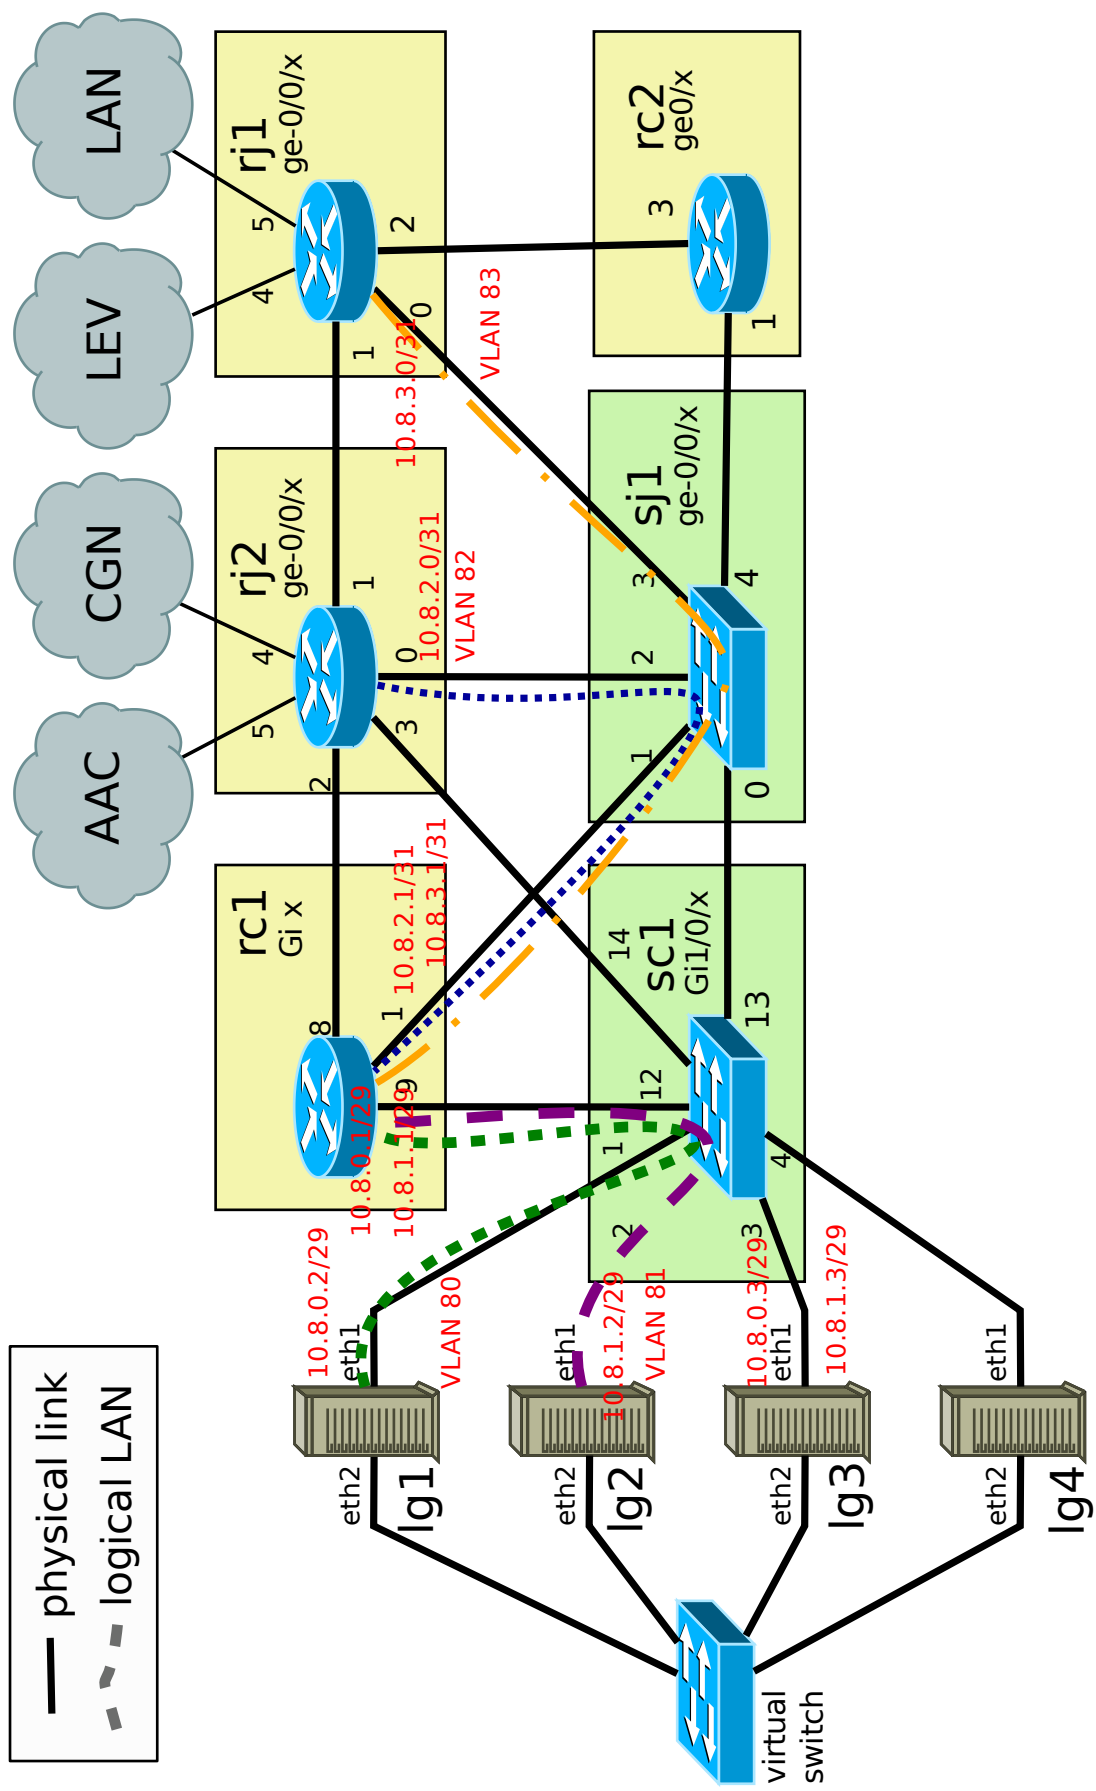 physical link
logical LAN
AAC
CGN
LEV
LAN
rc1
Gi x
8
1
9
10.8.2.1/31
10.8.3.1/31
10.8.0.1/29
10.8.1.1/29
rj2
ge-0/0/x
5
4
2
1
3
0
10.8.2.0/31
VLAN 82
rj1
ge-0/0/x
4
5
1
0
2
10.8.3.0/31
VLAN 83
sc1
Gi1/0/x
1
12
14
2
3
4
13
sj1
ge-0/0/x
1
2
3
0
4
rc2
ge0/x
3
1
10.8.0.2/29
eth2
eth1
lg1
VLAN 80
eth2
eth1
lg2
10.8.1.2/29
VLAN 81
10.8.0.3/29
eth2
eth1
lg3
10.8.1.3/29
eth2
eth1
lg4
virtual
switch